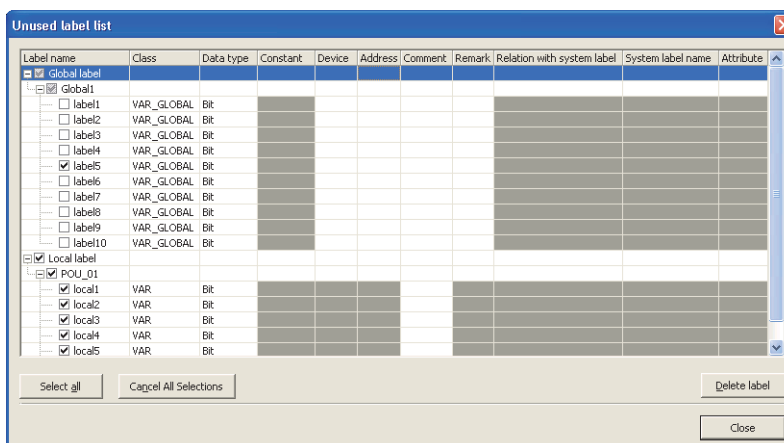 Unused label list
Label name Class Data type Constant Device Address Comment Remark Relation with system label System label name Attribute
Global label
Global1
label1 VAR_GLOBAL Bit
label2 VAR_GLOBAL Bit
label3 VAR_GLOBAL Bit
label4 VAR_GLOBAL Bit
label5 VAR_GLOBAL Bit
label6 VAR_GLOBAL Bit
label7 VAR_GLOBAL Bit
label8 VAR_GLOBAL Bit
label9 VAR_GLOBAL Bit
label10 VAR_GLOBAL Bit
Local label
POU_01
local1 VAR Bit
local2 VAR Bit
local3 VAR Bit
local4 VAR Bit
local5 VAR Bit
Select all Cancel All Selections Delete label
Close